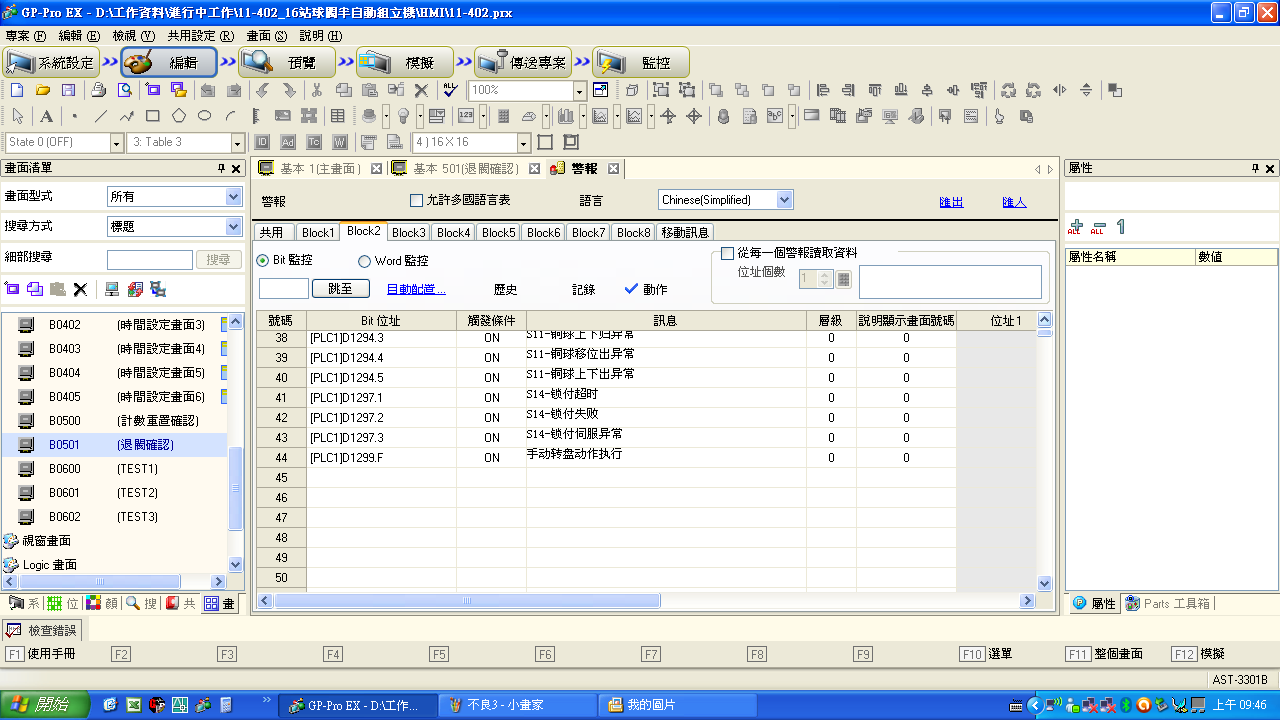 GP-Pro EX - D:\工作資料\進行中工作\11-402_16站球閥半自動組立機\HMI\11-402.prx
專案 (F) 編輯 (E) 檢視 (Y) 共用設定 (R) 畫面 (S) 說明 (H)
系統設定 編輯 預覽 模擬 傳送專案 監控
100%
State 0 (OFF) 3: Table 3 ID Ad Tc W 4 ) 16 X 16
畫面清單
基本 1(主畫面) 基本 501(退閥確認) 警報
屬性
畫面型式 所有
搜尋方式 標題
細部搜尋 搜尋
警報 允許多國語言表 語言 Chinese(Simplified) 匯出 匯入
共用 Block1 Block2 Block3 Block4 Block5 Block6 Block7 Block8 移動訊息
Bit 監控 Word 監控
從每一個警報讀取資料
位址個數 1
跳至 自動配置... 歷史 記錄 動作
ALL ALL 1
屬性名稱 數值
號碼 Bit 位址 觸發條件 訊息 層級 說明顯示畫面號碼 位址 1
38 [PLC1]D1294.3 ON S11-铜球上下归异常 0 0
39 [PLC1]D1294.4 ON S11-铜球移位出异常 0 0
40 [PLC1]D1294.5 ON S11-铜球上下出异常 0 0
41 [PLC1]D1297.1 ON S14-锁付超时 0 0
42 [PLC1]D1297.2 ON S14-锁付失败 0 0
43 [PLC1]D1297.3 ON S14-锁付伺服异常 0 0
44 [PLC1]D1299.F ON 手动转盘动作执行 0 0
45
46
47
48
49
50
B0402 (時間設定畫面3)
B0403 (時間設定畫面4)
B0404 (時間設定畫面5)
B0405 (時間設定畫面6)
B0500 (計數重置確認)
B0501 (退閥確認)
B0600 (TEST1)
B0601 (TEST2)
B0602 (TEST3)
視窗畫面
Logic 畫面
系 位 顏 搜 共 畫
屬性 Parts 工具箱
檢查錯誤
F1 使用手冊 F2 F3 F4 F5 F6 F7 F8 F9 F10 選單 F11 整個畫面 F12 模擬
AST-3301B
開始 GP-Pro EX - D:\工作... 不良3 - 小畫家 我的圖片 上午 09:46